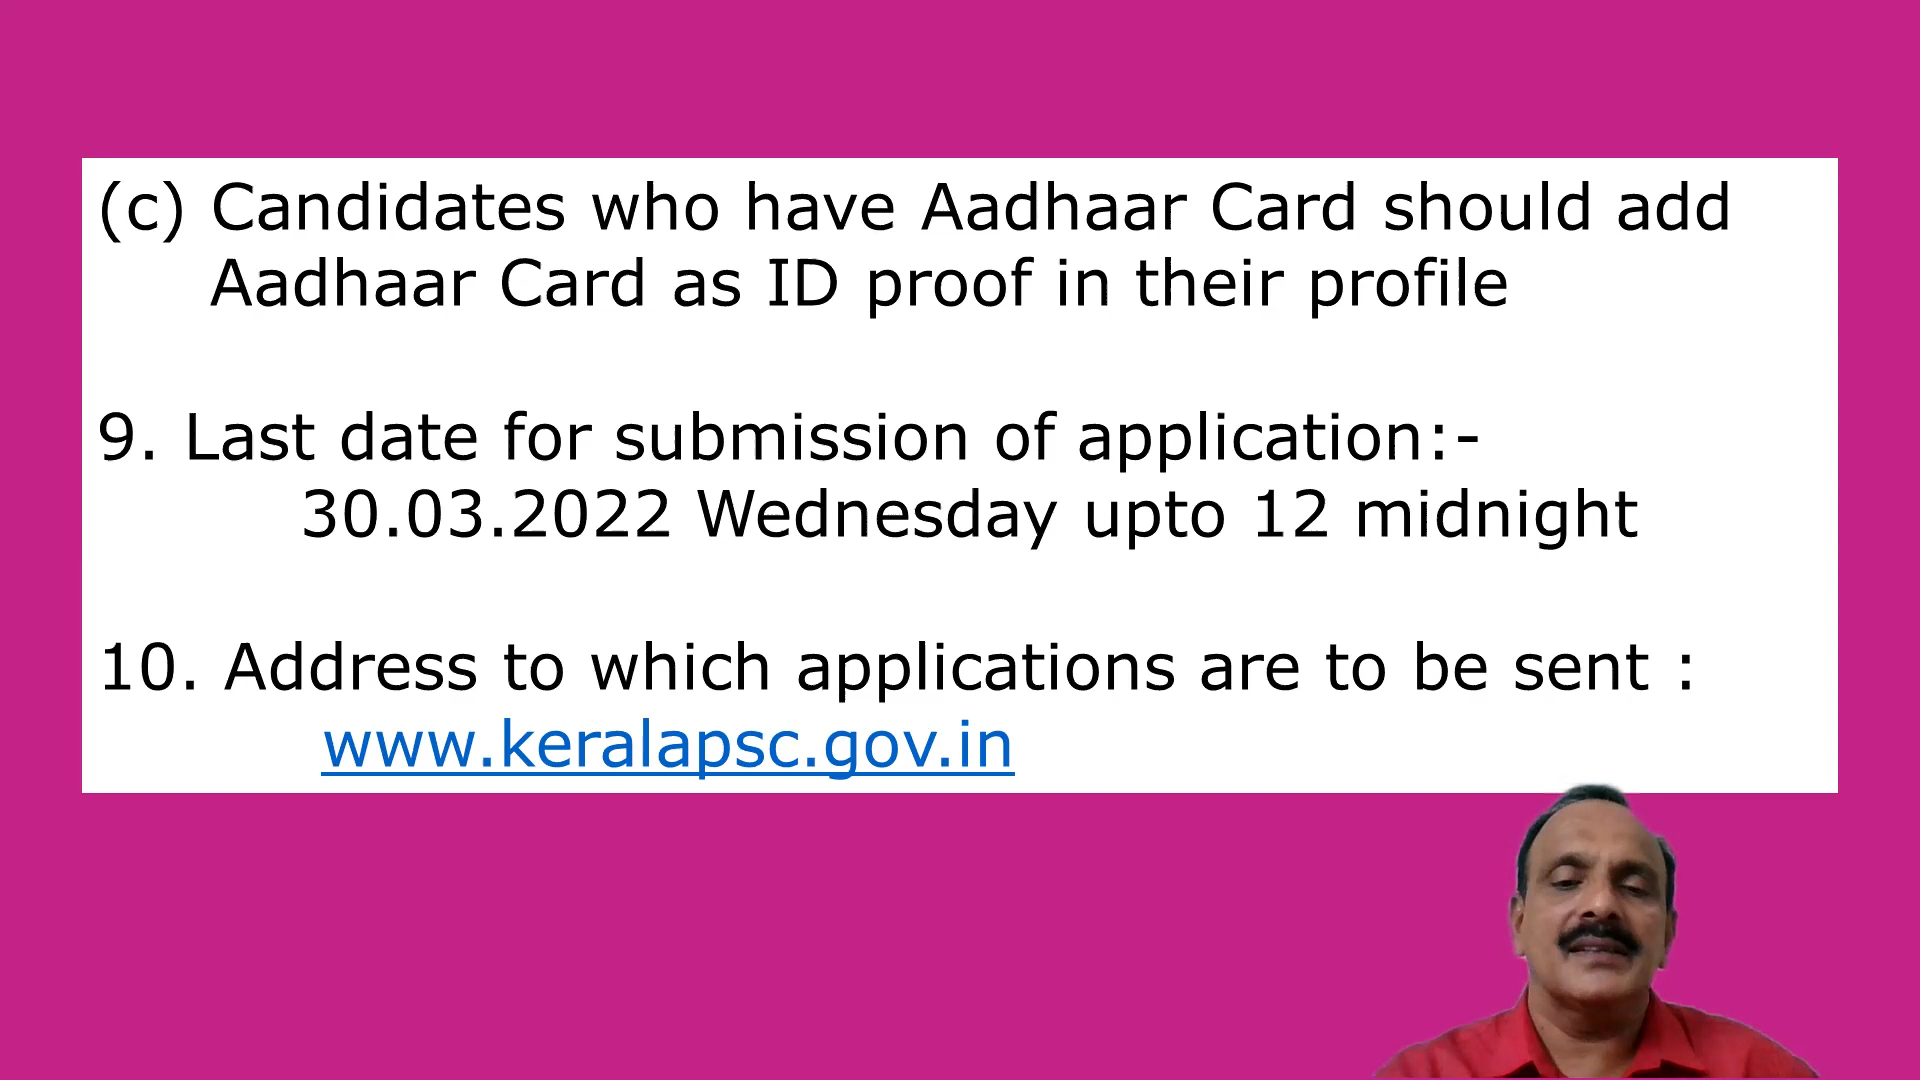 (c) Candidates who have Aadhaar Card should add
Aadhaar Card as ID proof in their profile
9. Last date for submission of application:-
30.03.2022 Wednesday upto 12 midnight
10. Address to which applications are to be sent :
www.keralapsc.gov.in